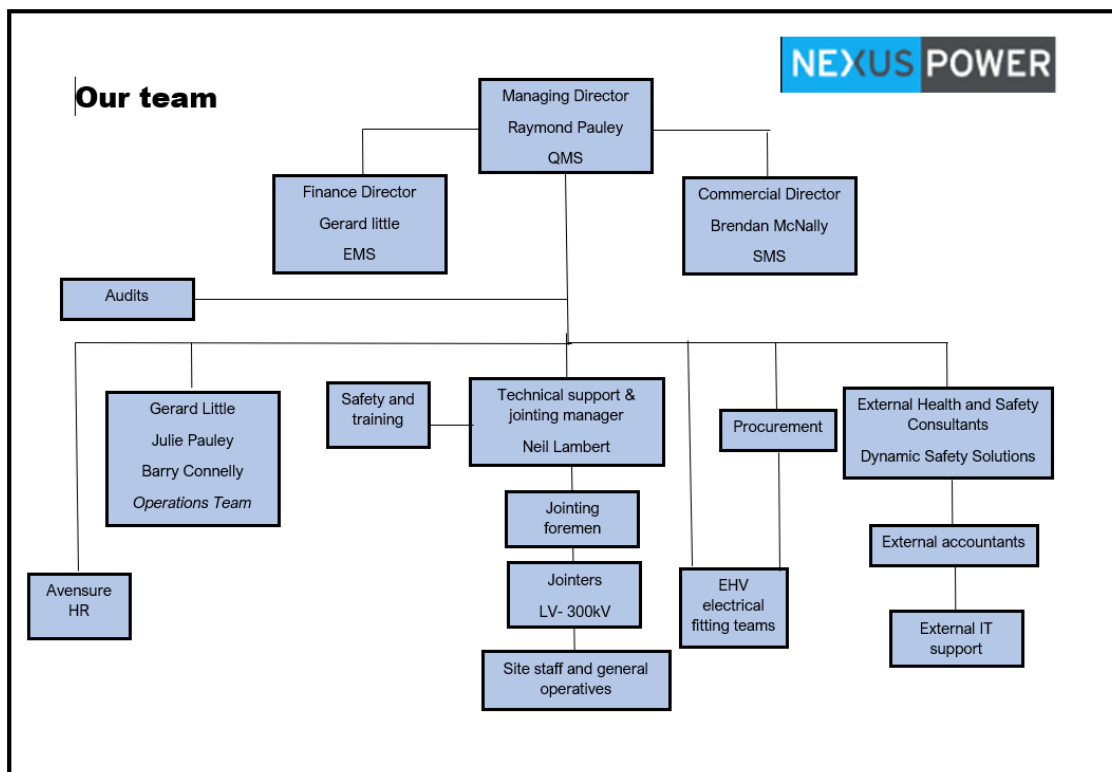 Our team
NEXUS POWER
Managing Director
Raymond Pauley
QMS
Finance Director
Gerard little
EMS
Commercial Director
Brendan McNally
SMS
Audits
Gerard Little
Julie Pauley
Barry Connelly
Operations Team
Safety and
training
Technical support &
jointing manager
Neil Lambert
Procurement
External Health and Safety
Consultants
Dynamic Safety Solutions
Jointing
foremen
External accountants
Avensure
HR
Jointers
LV- 300kV
EHV
electrical
fitting teams
External IT
support
Site staff and general
operatives